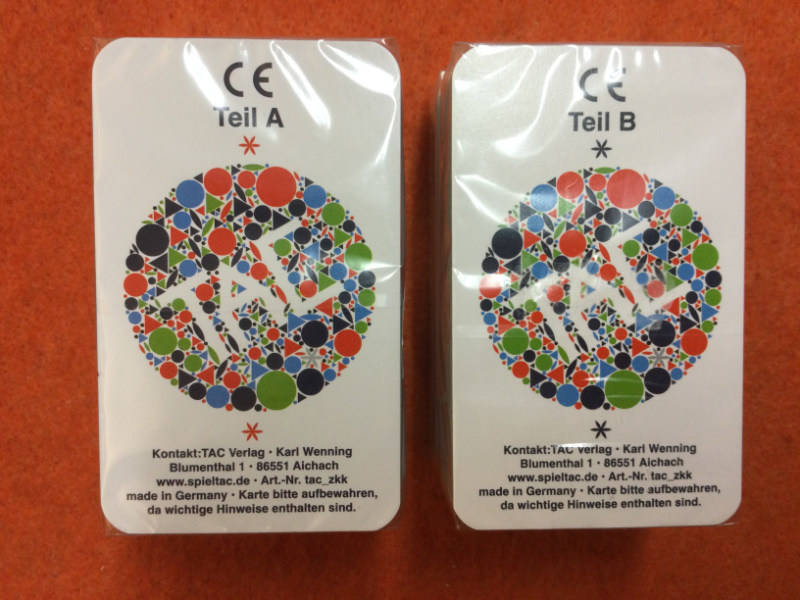 CE
Teil A
TAC
Kontakt:TAC Verlag · Karl Wenning
Blumenthal 1 · 86551 Aichach
www.spieltac.de · Art.-Nr. tac_zkk
made in Germany · Karte bitte aufbewahren,
da wichtige Hinweise enthalten sind.
CE
Teil B
TAC
Kontakt:TAC Verlag · Karl Wenning
Blumenthal 1 · 86551 Aichach
www.spieltac.de · Art.-Nr. tac_zkk
made in Germany · Karte bitte aufbewahren,
da wichtige Hinweise enthalten sind.